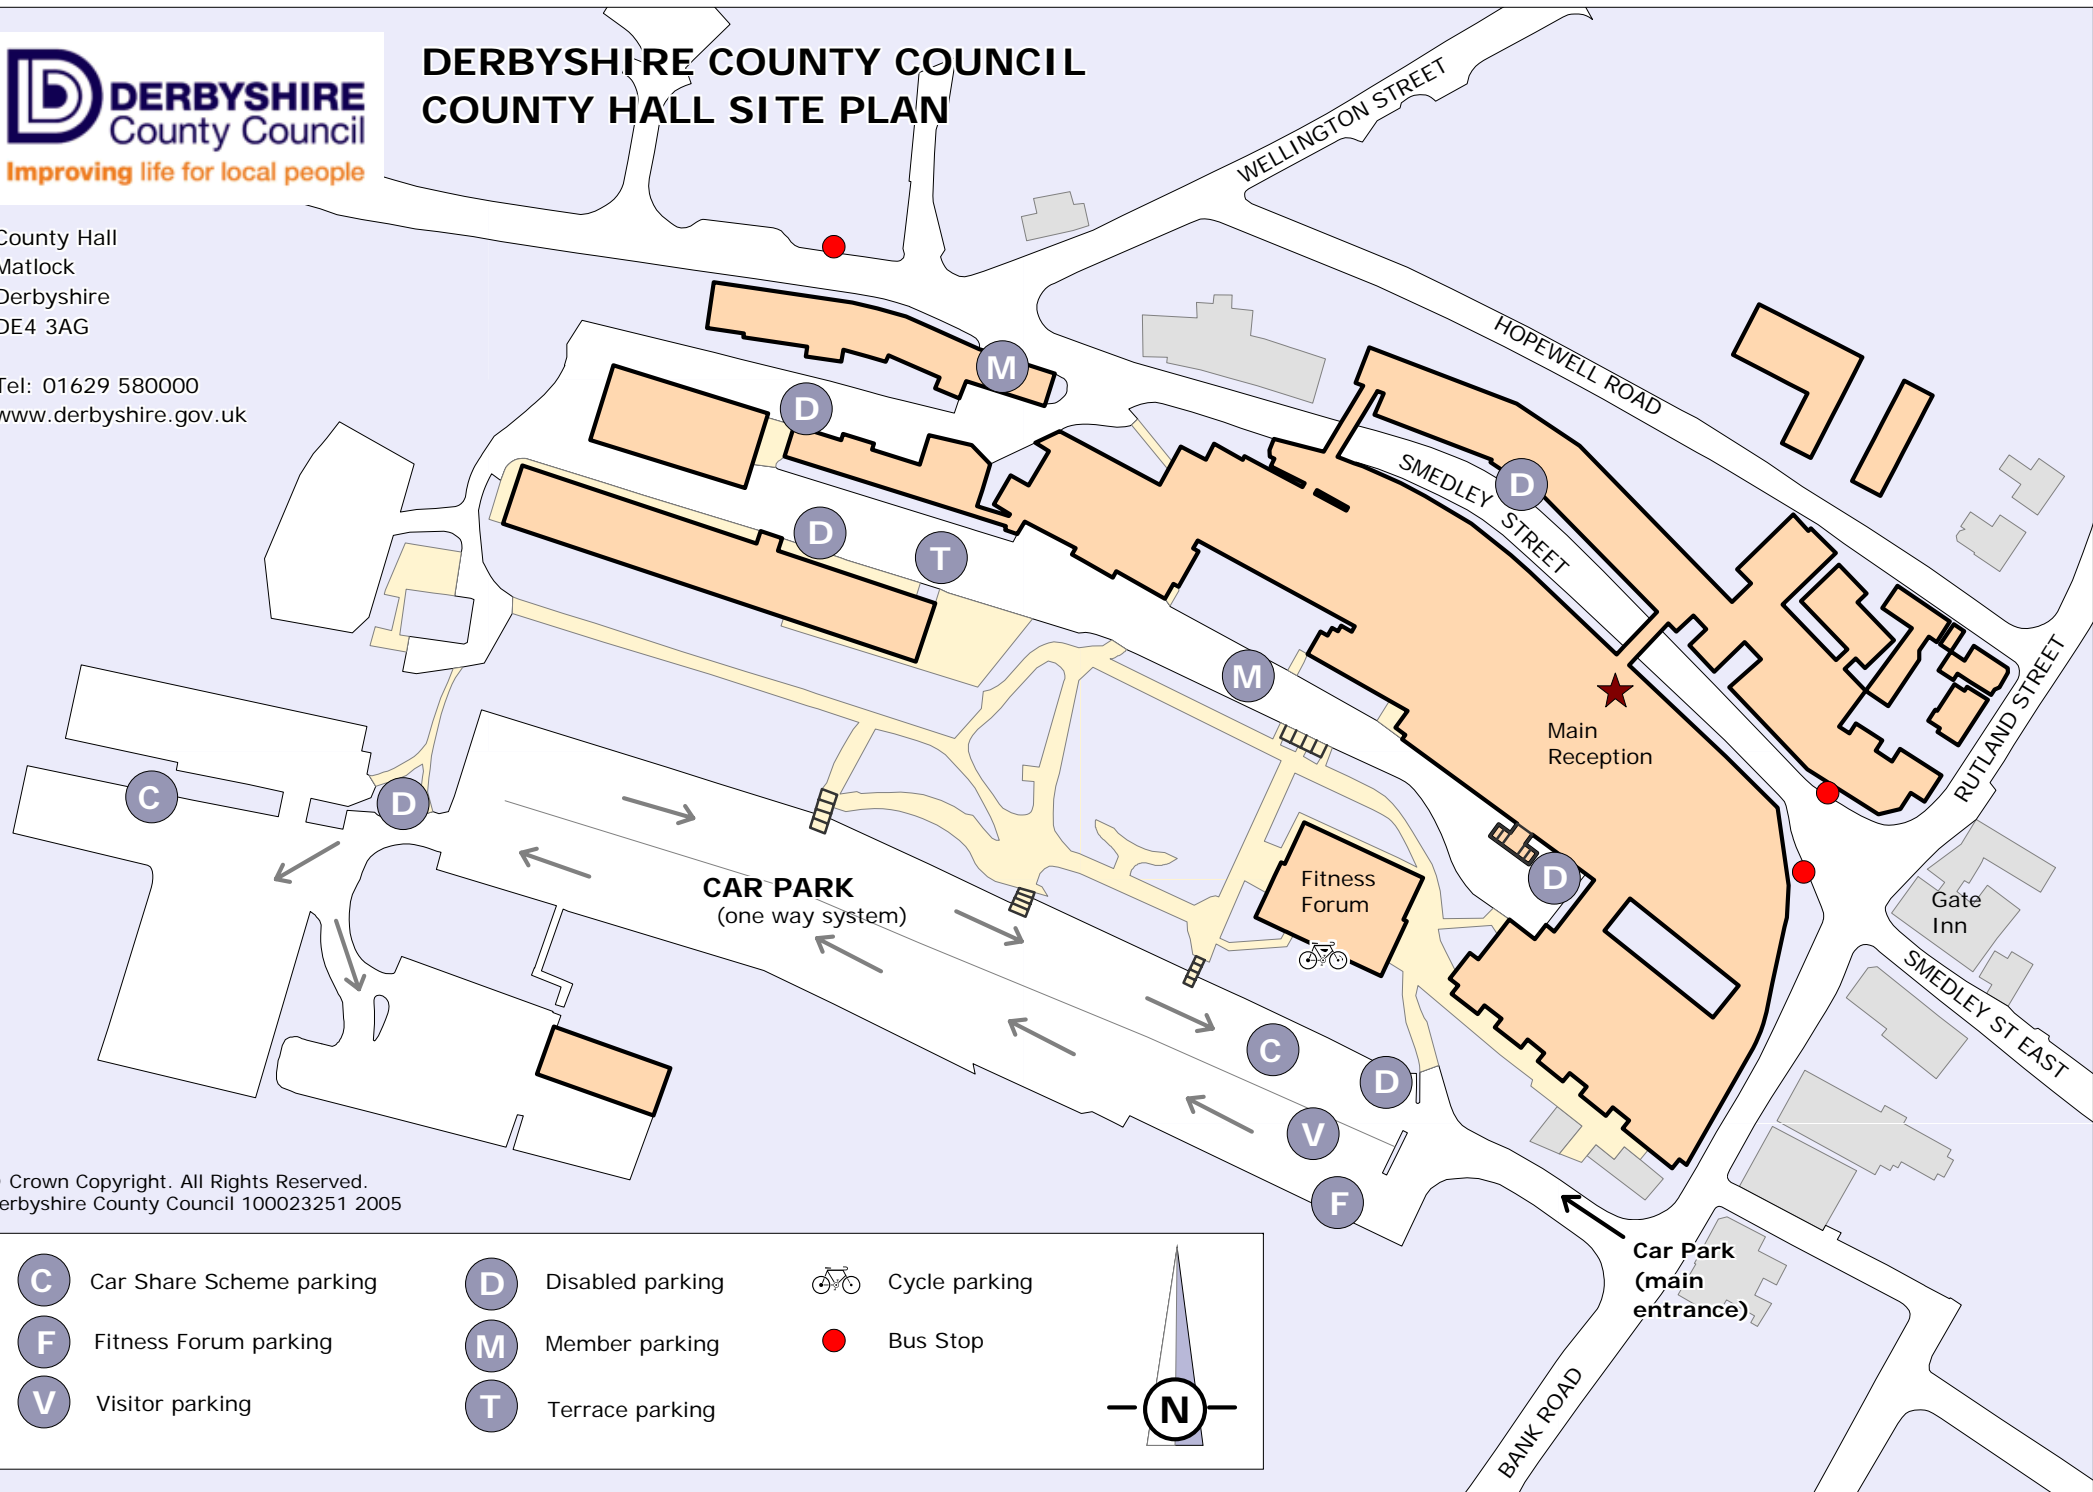 DERBYSHIRE
County Council
Improving life for local people
DERBYSHIRE COUNTY COUNCIL
COUNTY HALL SITE PLAN
County Hall
Matlock
Derbyshire
DE4 3AG
Tel: 01629 580000
www.derbyshire.gov.uk
WELLINGTON STREET
HOPEWELL ROAD
SMEDLEY STREET
RUTLAND STREET
M
D
D
D
T
M
Main
Reception
C
D
CAR PARK
(one way system)
Fitness
Forum
D
Gate
Inn
SMEDLEY ST EAST
C
D
V
F
Car Park
(main
entrance)
BANK ROAD
Crown Copyright. All Rights Reserved.
erbyshire County Council 100023251 2005
C Car Share Scheme parking
F Fitness Forum parking
V Visitor parking
D Disabled parking
M Member parking
T Terrace parking
Cycle parking
Bus Stop
N